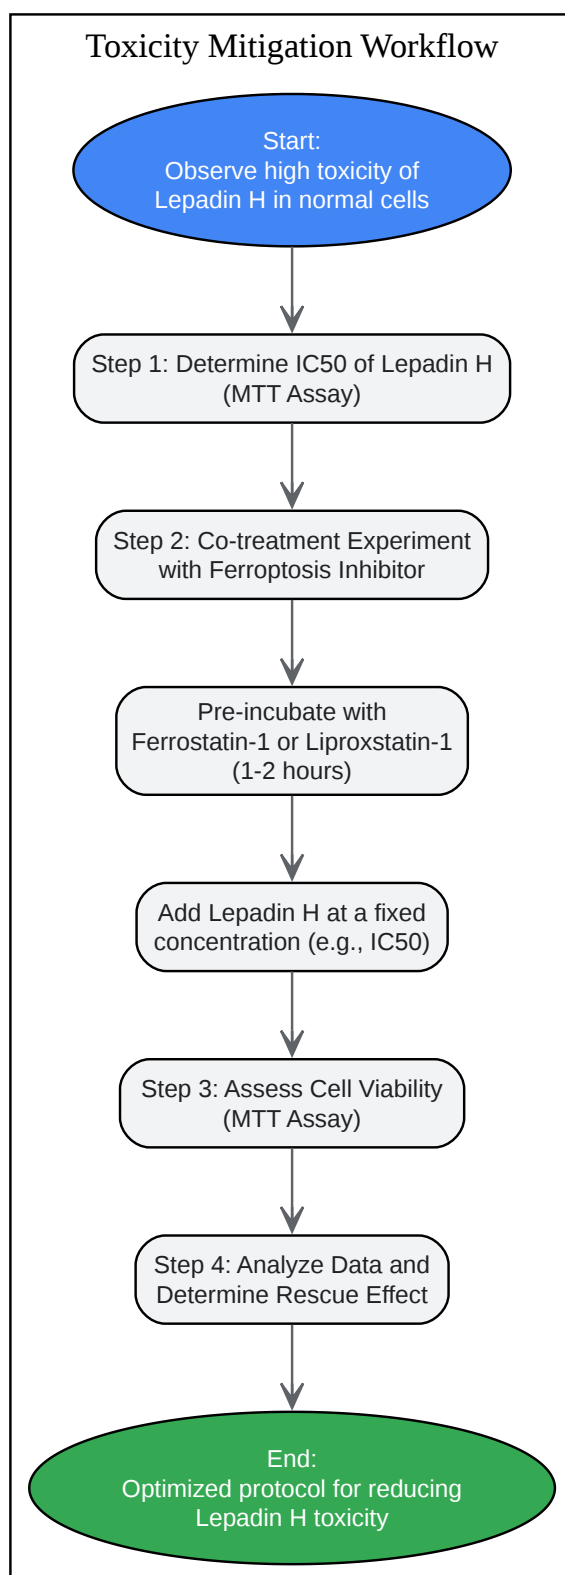 Toxicity Mitigation Workflow
Start:
Observe high toxicity of
Lepadin H in normal cells
Step 1: Determine IC50 of Lepadin H
(MTT Assay)
Step 2: Co-treatment Experiment
with Ferroptosis Inhibitor
Pre-incubate with
Ferrostatin-1 or Liproxstatin-1
(1-2 hours)
Add Lepadin H at a fixed
concentration (e.g., IC50)
Step 3: Assess Cell Viability
(MTT Assay)
Step 4: Analyze Data and
Determine Rescue Effect
End:
Optimized protocol for reducing
Lepadin H toxicity